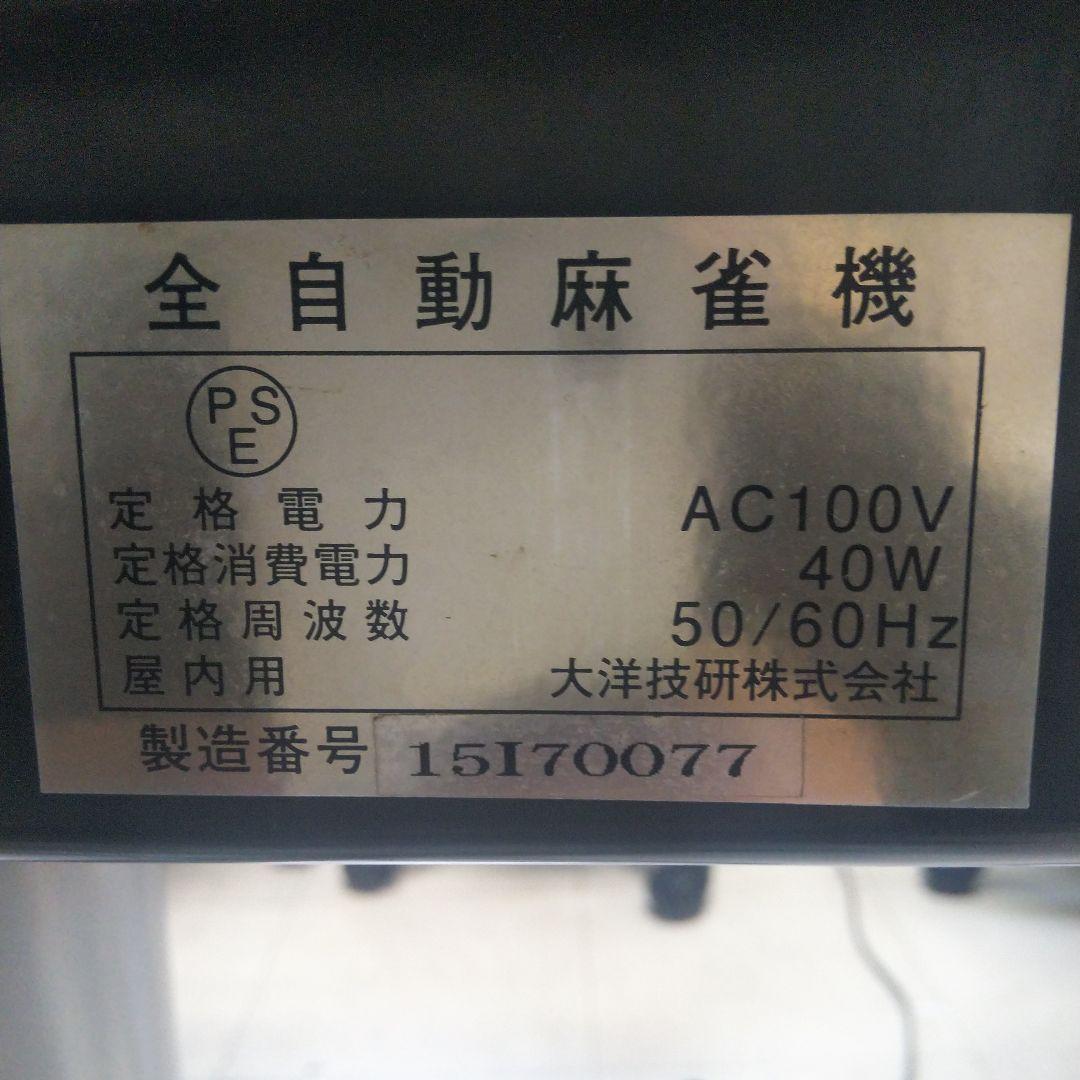 全自動麻雀機
PS
E
定格電力 AC100V
定格消費電力 40W
定格周波数 50/60Hz
屋内用 大洋技研株式会社
製造番号 15I70077